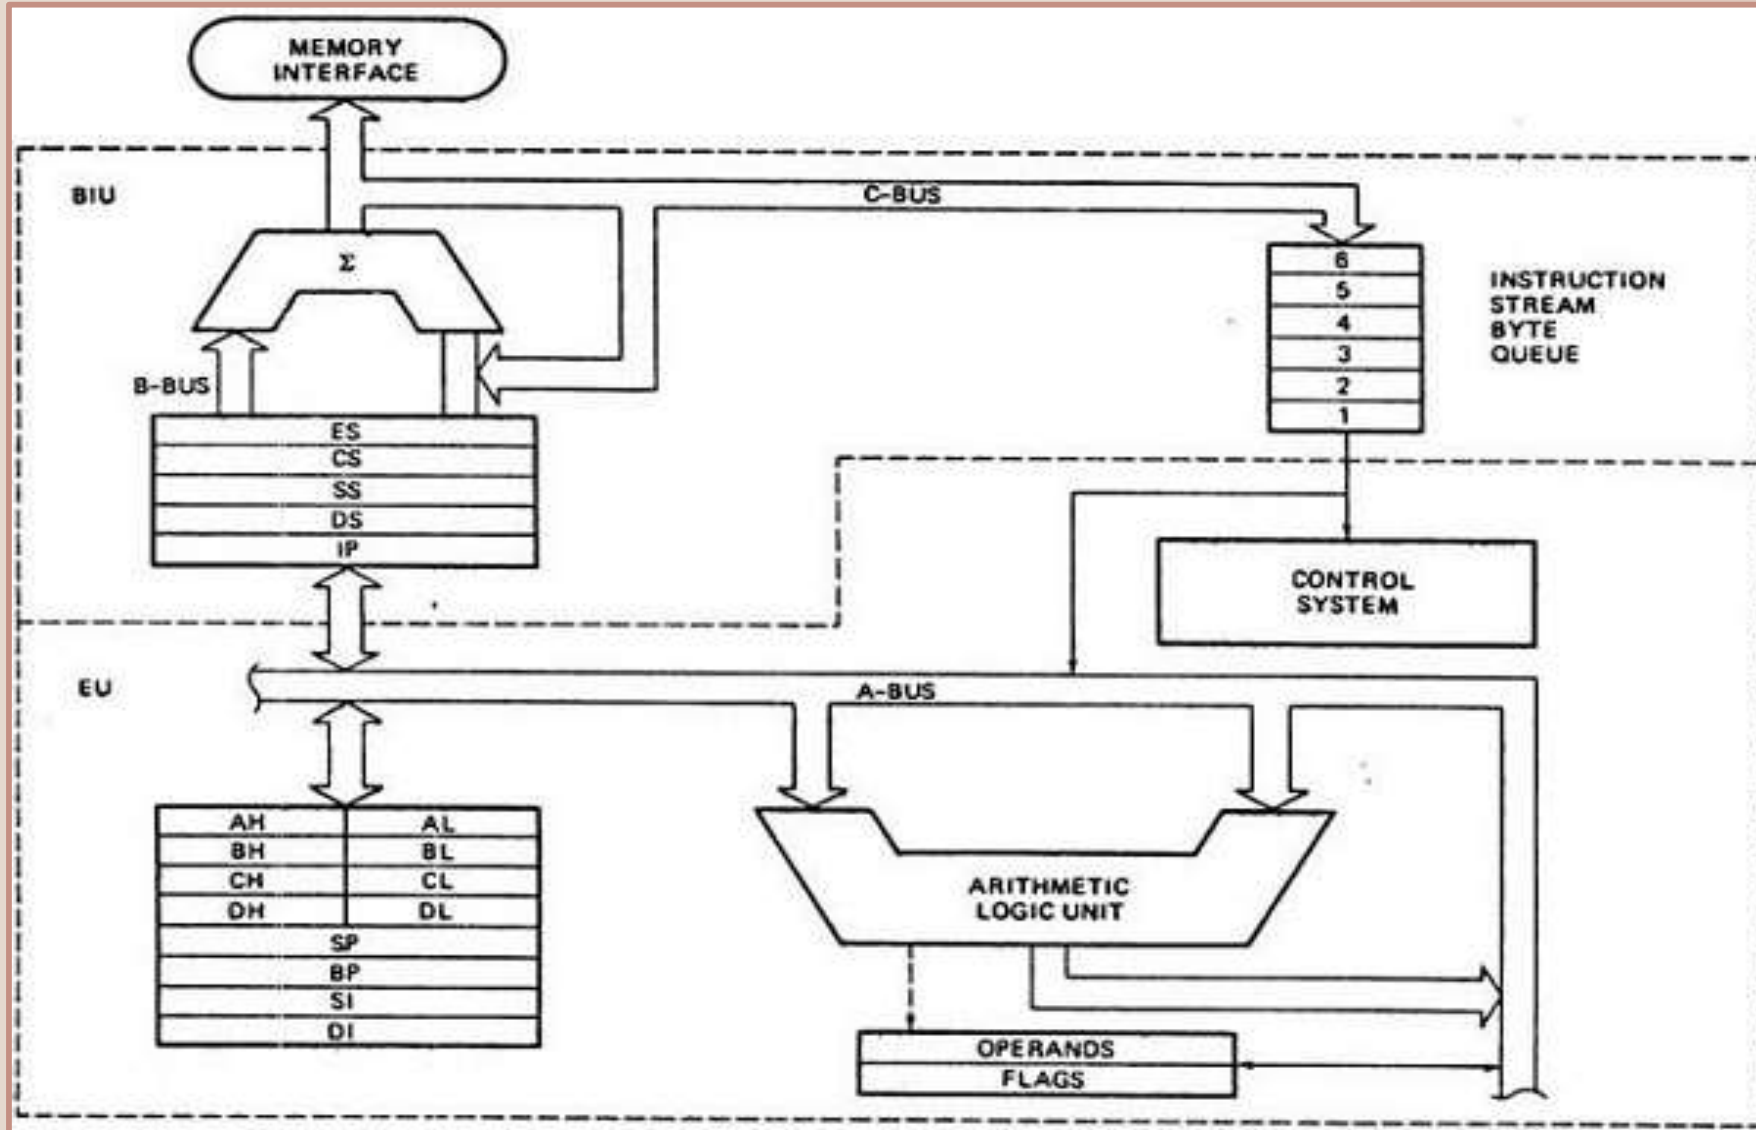 MEMORY
INTERFACE
BIU
C-BUS
Σ
6
5
4
3
2
1
INSTRUCTION
STREAM
BYTE
QUEUE
B-BUS
ES
CS
SS
DS
IP
CONTROL
SYSTEM
EU
A-BUS
AH AL
BH BL
CH CL
DH DL
SP
BP
SI
DI
ARITHMETIC
LOGIC UNIT
OPERANDS
FLAGS